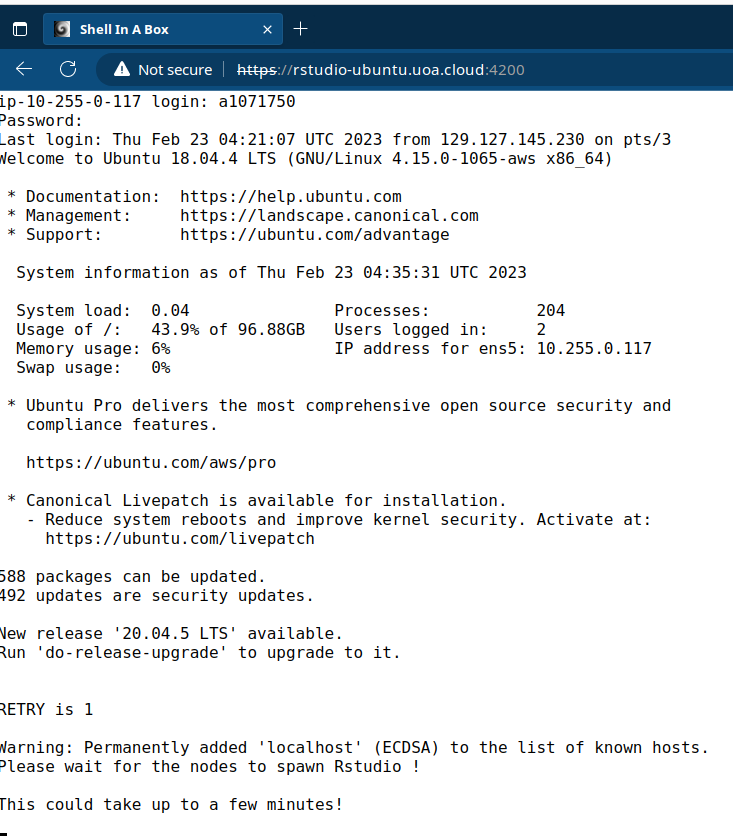 Shell In A Box
Not secure https://rstudio-ubuntu.uoa.cloud:4200
ip-10-255-0-117 login: a1071750
Password:
Last login: Thu Feb 23 04:21:07 UTC 2023 from 129.127.145.230 on pts/3
Welcome to Ubuntu 18.04.4 LTS (GNU/Linux 4.15.0-1065-aws x86_64)
* Documentation: https://help.ubuntu.com
* Management: https://landscape.canonical.com
* Support: https://ubuntu.com/advantage
System information as of Thu Feb 23 04:35:31 UTC 2023
System load: 0.04 Processes: 204
Usage of /: 43.9% of 96.88GB Users logged in: 2
Memory usage: 6% IP address for ens5: 10.255.0.117
Swap usage: 0%
* Ubuntu Pro delivers the most comprehensive open source security and
compliance features.
https://ubuntu.com/aws/pro
* Canonical Livepatch is available for installation.
- Reduce system reboots and improve kernel security. Activate at:
https://ubuntu.com/livepatch
588 packages can be updated.
492 updates are security updates.
New release '20.04.5 LTS' available.
Run 'do-release-upgrade' to upgrade to it.
RETRY is 1
Warning: Permanently added 'localhost' (ECDSA) to the list of known hosts.
Please wait for the nodes to spawn Rstudio !
This could take up to a few minutes!